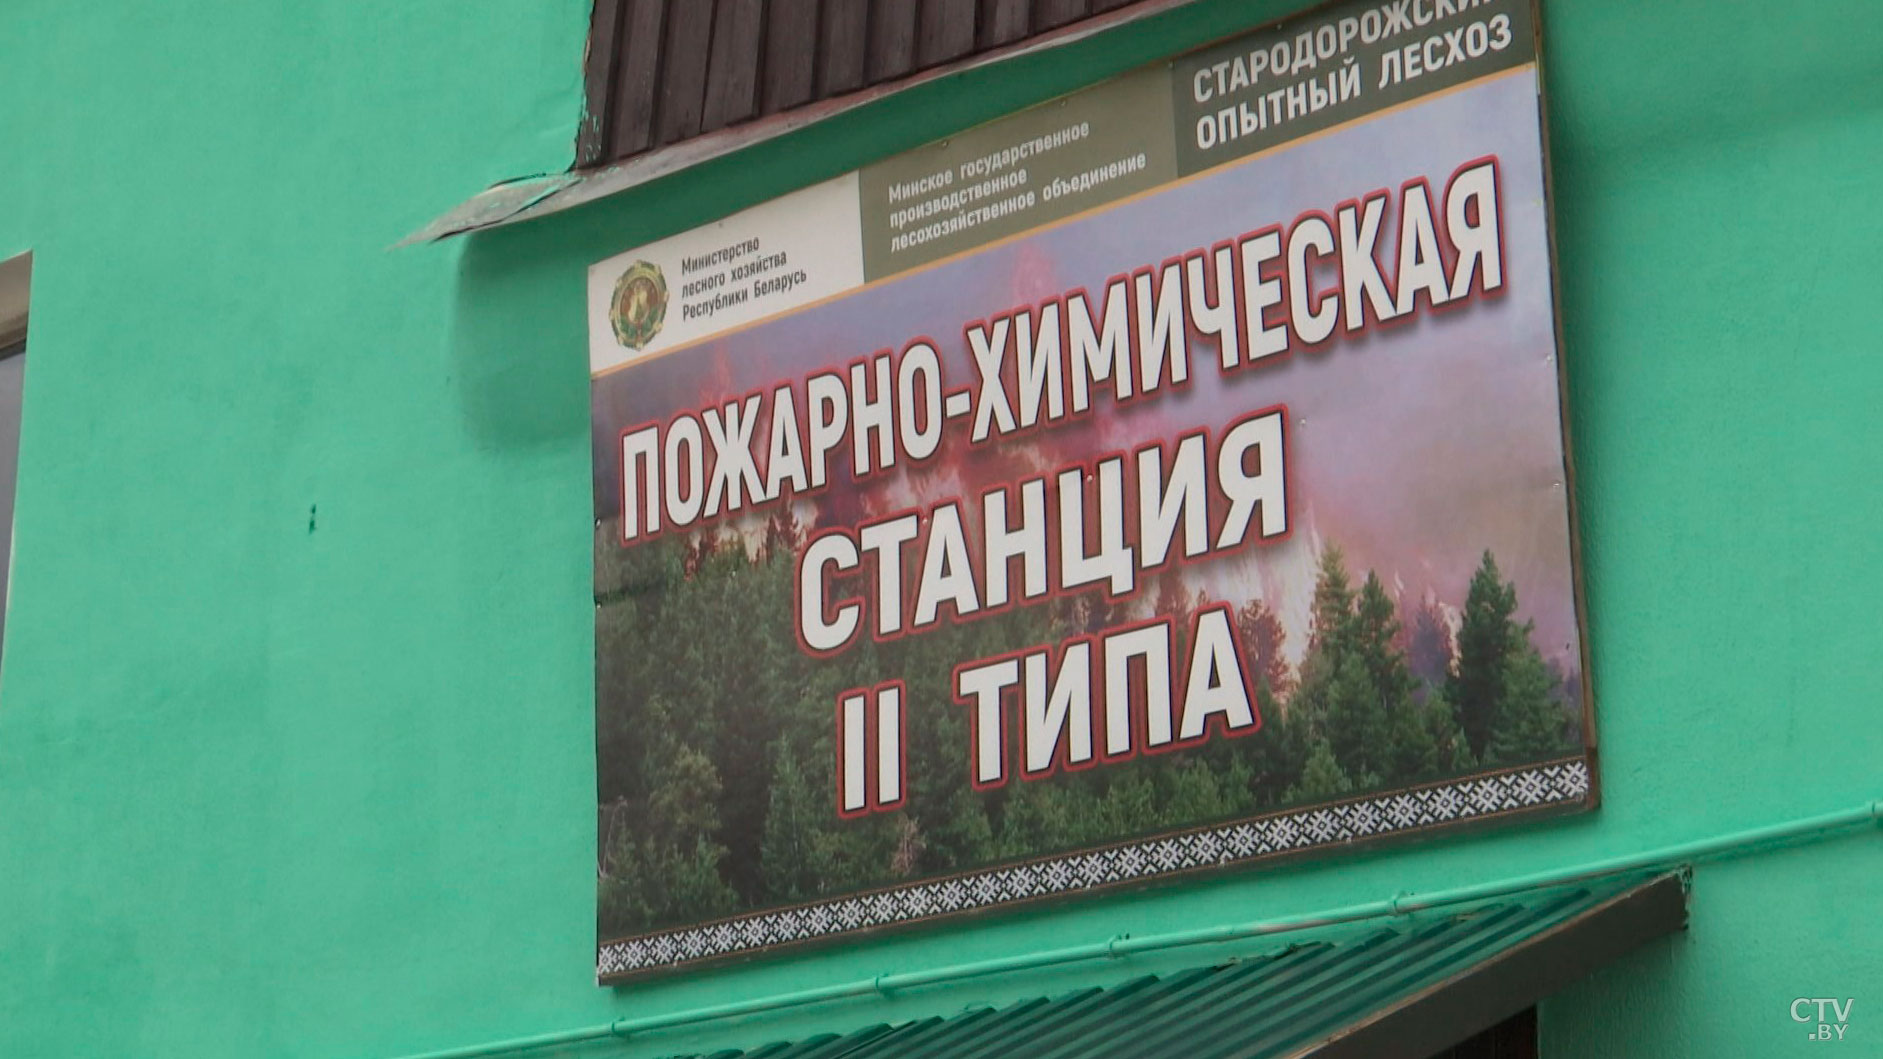 Министерство
лесного хозяйства
Республики Беларусь
Минское государственное
производственное
лесохозяйственное объединение
СТАРОДОРОЖСКИЙ
ОПЫТНЫЙ ЛЕСХОЗ
ПОЖАРНО-ХИМИЧЕСКАЯ
СТАНЦИЯ
II ТИПА
CTV
.BY